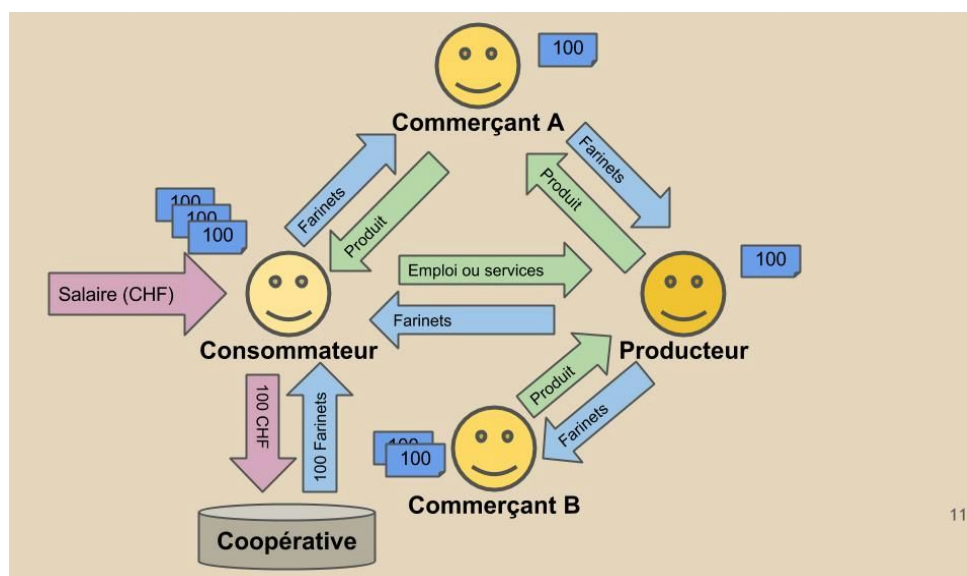 100
Commerçant A
Farinets
Produit
Farinets
Produit
100
100
100
Salaire (CHF)
Emploi ou services
Farinets
100
Consommateur
Producteur
100 CHF
100 Farinets
Produit
Farinets
100
100
Commerçant B
Coopérative
11